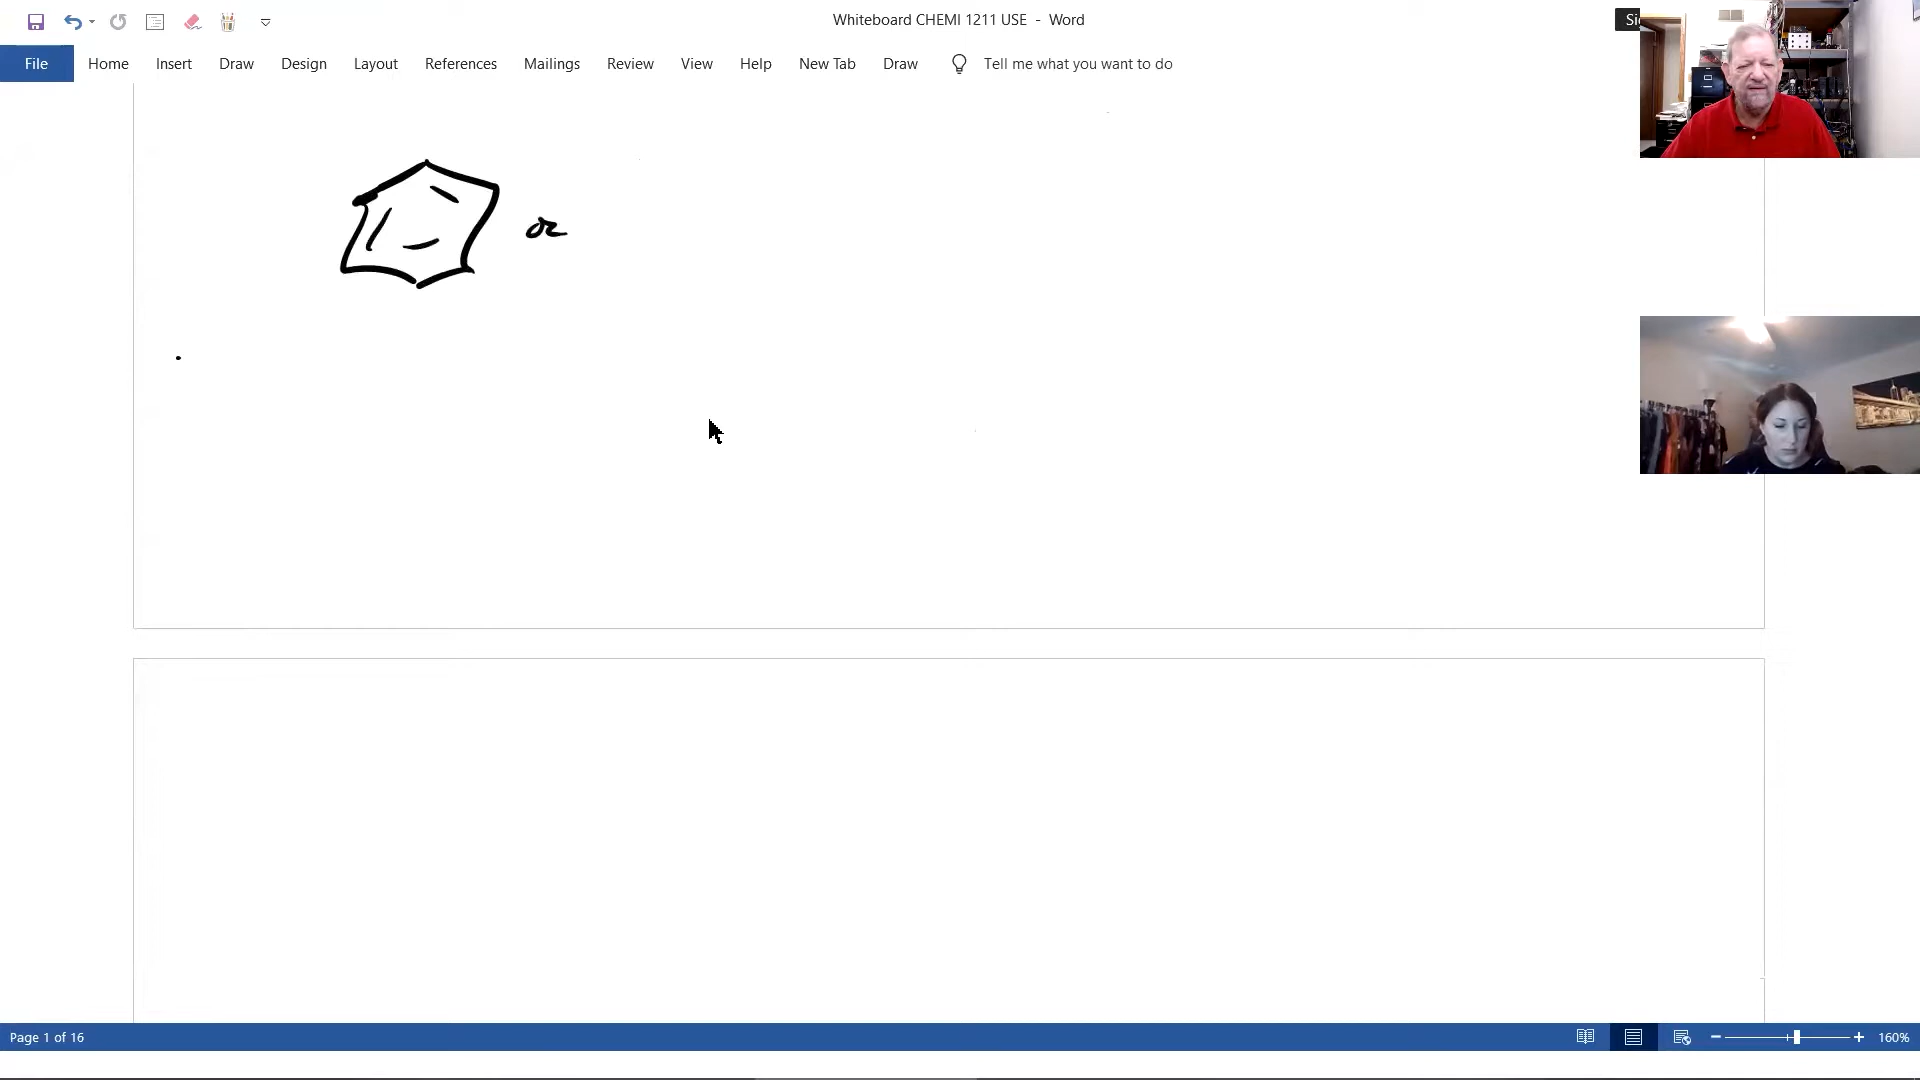 Whiteboard CHEMI 1211 USE - Word
File Home Insert Draw Design Layout References Mailings Review View Help New Tab Draw Tell me what you want to do
or
Page 1 of 16
160%